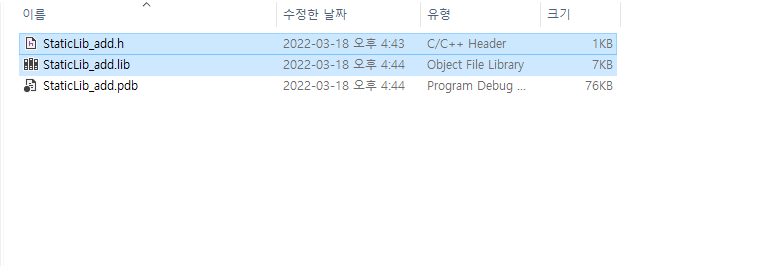 이름 수정한 날짜 유형 크기
StaticLib_add.h 2022-03-18 오후 4:43 C/C++ Header 1KB
StaticLib_add.lib 2022-03-18 오후 4:44 Object File Library 7KB
StaticLib_add.pdb 2022-03-18 오후 4:44 Program Debug ... 76KB